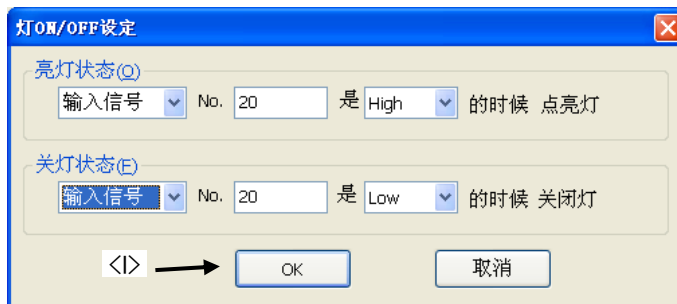 灯ON/OFF设定
亮灯状态(O)
输入信号 No. 20 是 High 的时候 点亮灯
关灯状态(F)
输入信号 No. 20 是 Low 的时候 关闭灯
<I> OK 取消